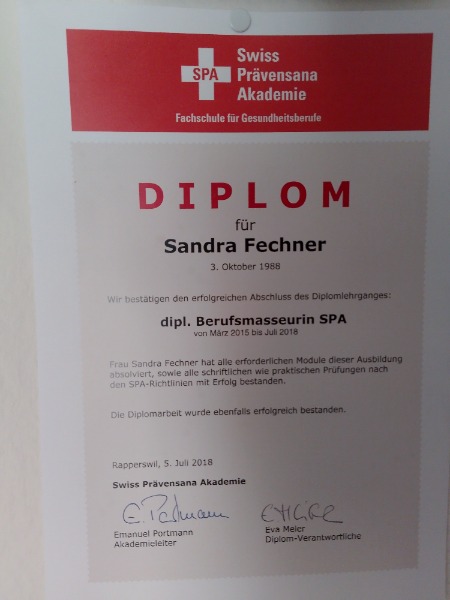 Swiss
SPA Prävensana
Akademie
Fachschule für Gesundheitsberufe
DIPLOM
für
Sandra Fechner
3. Oktober 1988
Wir bestätigen den erfolgreichen Abschluss des Diplomlehrganges:
dipl. Berufsmasseurin SPA
von März 2015 bis Juli 2018
Frau Sandra Fechner hat alle erforderlichen Module dieser Ausbildung
absolviert, sowie alle schriftlichen wie praktischen Prüfungen nach
den SPA-Richtlinien mit Erfolg bestanden.
Die Diplomarbeit wurde ebenfalls erfolgreich bestanden.
Rapperswil, 5. Juli 2018
Swiss Prävensana Akademie
E. Portmann
Emanuel Portmann
Akademieleiter
Eva Meier
Diplom-Verantwortliche